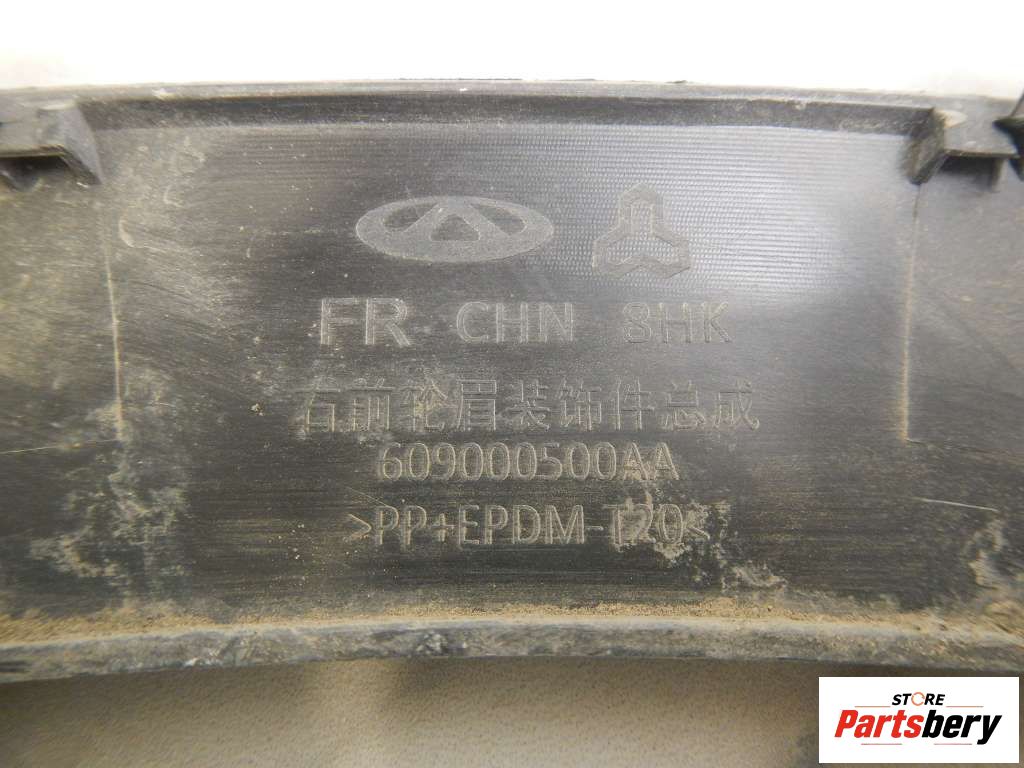 FR CHN 8HK
右前轮眉装饰件总成
609000500AA
>PP+EPDM-T20<
STORE
Partsbery